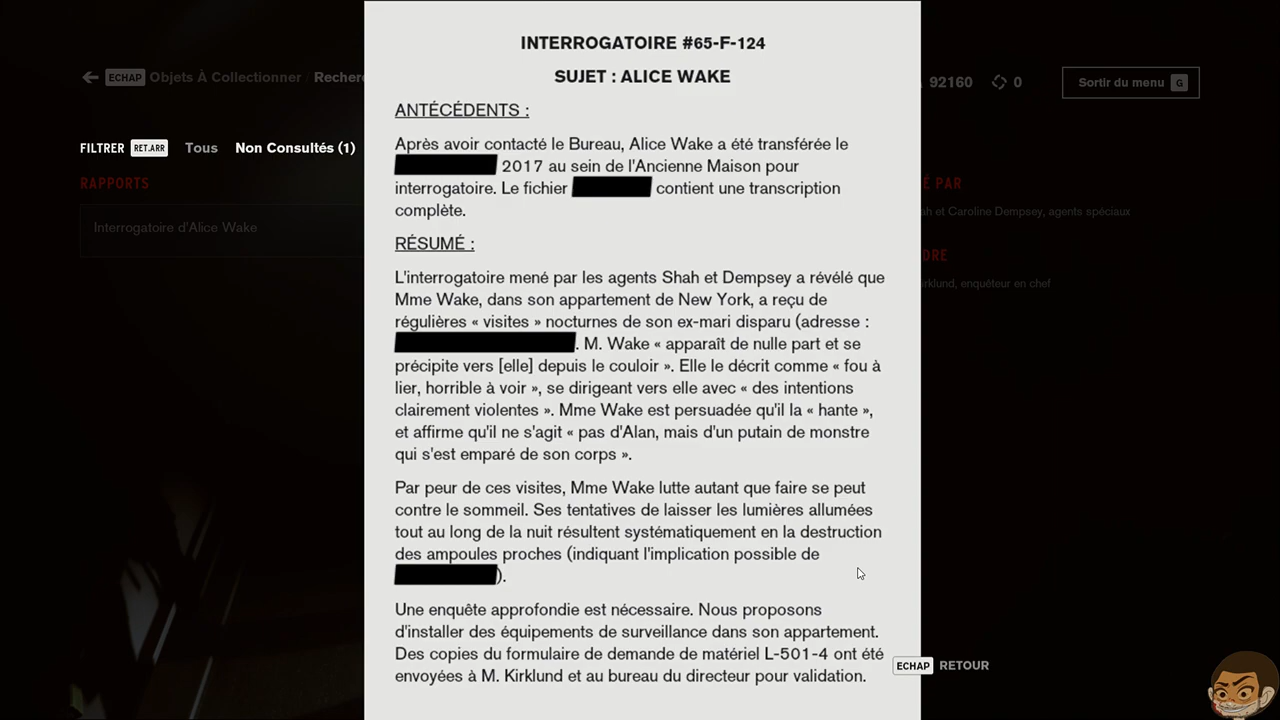 INTERROGATOIRE #65-F-124
SUJET : ALICE WAKE
ECHAP Objets À Collectionner / Recher
92160 0
Sortir du menu G
FILTRER RET.ARR Tous Non Consultés (1)
RAPPORTS
Interrogatoire d'Alice Wake
ANTÉCÉDENTS :
Après avoir contacté le Bureau, Alice Wake a été transférée le
2017 au sein de l'Ancienne Maison pour
interrogatoire. Le fichier contient une transcription
complète.
RÉSUMÉ :
L'interrogatoire mené par les agents Shah et Dempsey a révélé que
Mme Wake, dans son appartement de New York, a reçu de
régulières « visites » nocturnes de son ex-mari disparu (adresse :
. M. Wake « apparaît de nulle part et se
précipite vers [elle] depuis le couloir ». Elle le décrit comme « fou à
lier, horrible à voir », se dirigeant vers elle avec « des intentions
clairement violentes ». Mme Wake est persuadée qu'il la « hante »,
et affirme qu'il ne s'agit « pas d'Alan, mais d'un putain de monstre
qui s'est emparé de son corps ».
Par peur de ces visites, Mme Wake lutte autant que faire se peut
contre le sommeil. Ses tentatives de laisser les lumières allumées
tout au long de la nuit résultent systématiquement en la destruction
des ampoules proches (indiquant l'implication possible de
).
Une enquête approfondie est nécessaire. Nous proposons
d'installer des équipements de surveillance dans son appartement.
Des copies du formulaire de demande de matériel L-501-4 ont été
envoyées à M. Kirklund et au bureau du directeur pour validation.
É PAR
ah et Caroline Dempsey, agents spéciaux
DRE
irklund, enquêteur en chef
ECHAP RETOUR